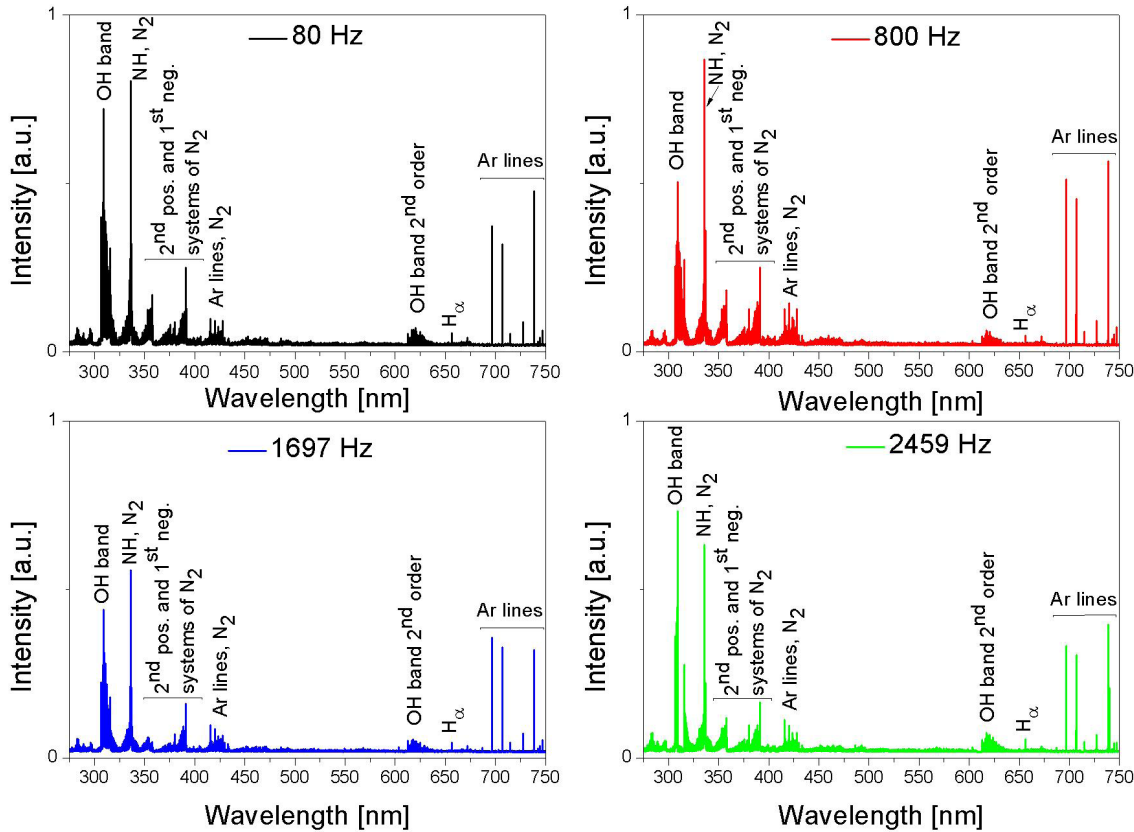 80 Hz
1
0
Intensity [a.u.]
OH band
NH, N2
2nd pos. and 1st neg.
systems of N2
Ar lines, N2
OH band 2nd order
Hα
Ar lines
300 350 400 450 500 550 600 650 700 750
Wavelength [nm]
800 Hz
1
0
Intensity [a.u.]
OH band
NH, N2
2nd pos. and 1st neg.
systems of N2
Ar lines, N2
OH band 2nd order
Hα
Ar lines
300 350 400 450 500 550 600 650 700 750
Wavelength [nm]
1697 Hz
1
0
Intensity [a.u.]
OH band
NH, N2
2nd pos. and 1st neg.
systems of N2
Ar lines, N2
OH band 2nd order
Hα
Ar lines
300 350 400 450 500 550 600 650 700 750
Wavelength [nm]
2459 Hz
1
0
Intensity [a.u.]
OH band
NH, N2
2nd pos. and 1st neg.
systems of N2
Ar lines, N2
OH band 2nd order
Hα
Ar lines
300 350 400 450 500 550 600 650 700 750
Wavelength [nm]